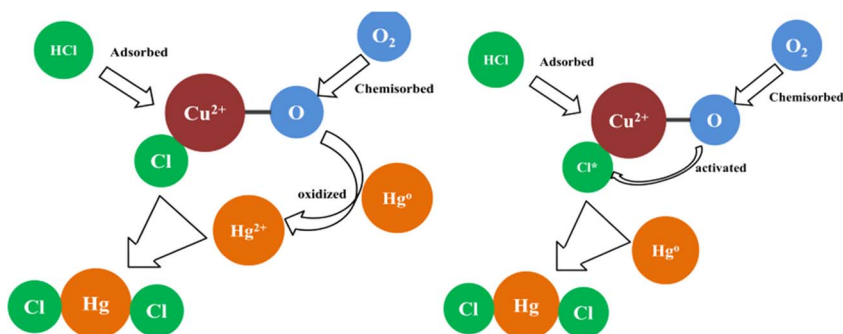 HCl
Adsorbed
O₂
Chemisorbed
Cu²⁺
O
Cl
oxidized
Hg⁰
Hg²⁺
Cl
Hg
Cl
HCl
Adsorbed
O₂
Chemisorbed
Cu²⁺
O
Cl*
activated
Hg⁰
Cl
Hg
Cl